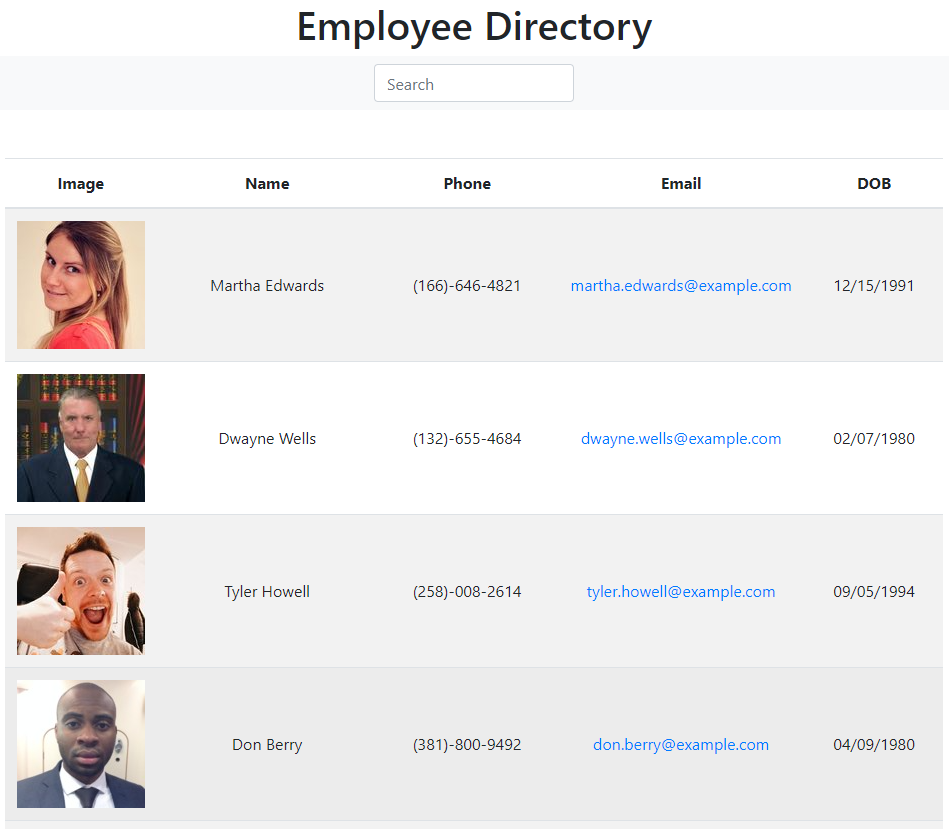 Employee Directory
Search
Image Name Phone Email DOB
Martha Edwards (166)-646-4821 martha.edwards@example.com 12/15/1991
Dwayne Wells (132)-655-4684 dwayne.wells@example.com 02/07/1980
Tyler Howell (258)-008-2614 tyler.howell@example.com 09/05/1994
Don Berry (381)-800-9492 don.berry@example.com 04/09/1980